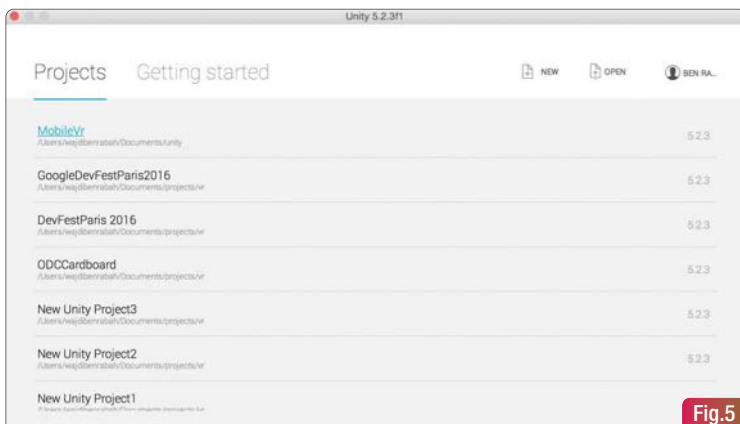 Unity 5.2.3f1
Projects Getting started NEW OPEN BEN RA...
MobileVr 5.2.3
/Users/wajdibenrabah/Documents/unity
GoogleDevFestParis2016 5.2.3
/Users/wajdibenrabah/Documents/projects/vr
DevFestParis 2016 5.2.3
/Users/wajdibenrabah/Documents/projects/vr
ODCCardboard 5.2.3
/Users/wajdibenrabah/Documents/projects/vr
New Unity Project3 5.2.3
/Users/wajdibenrabah/Documents/projects/vr
New Unity Project2 5.2.3
/Users/wajdibenrabah/Documents/projects/vr
New Unity Project1
Fig.5